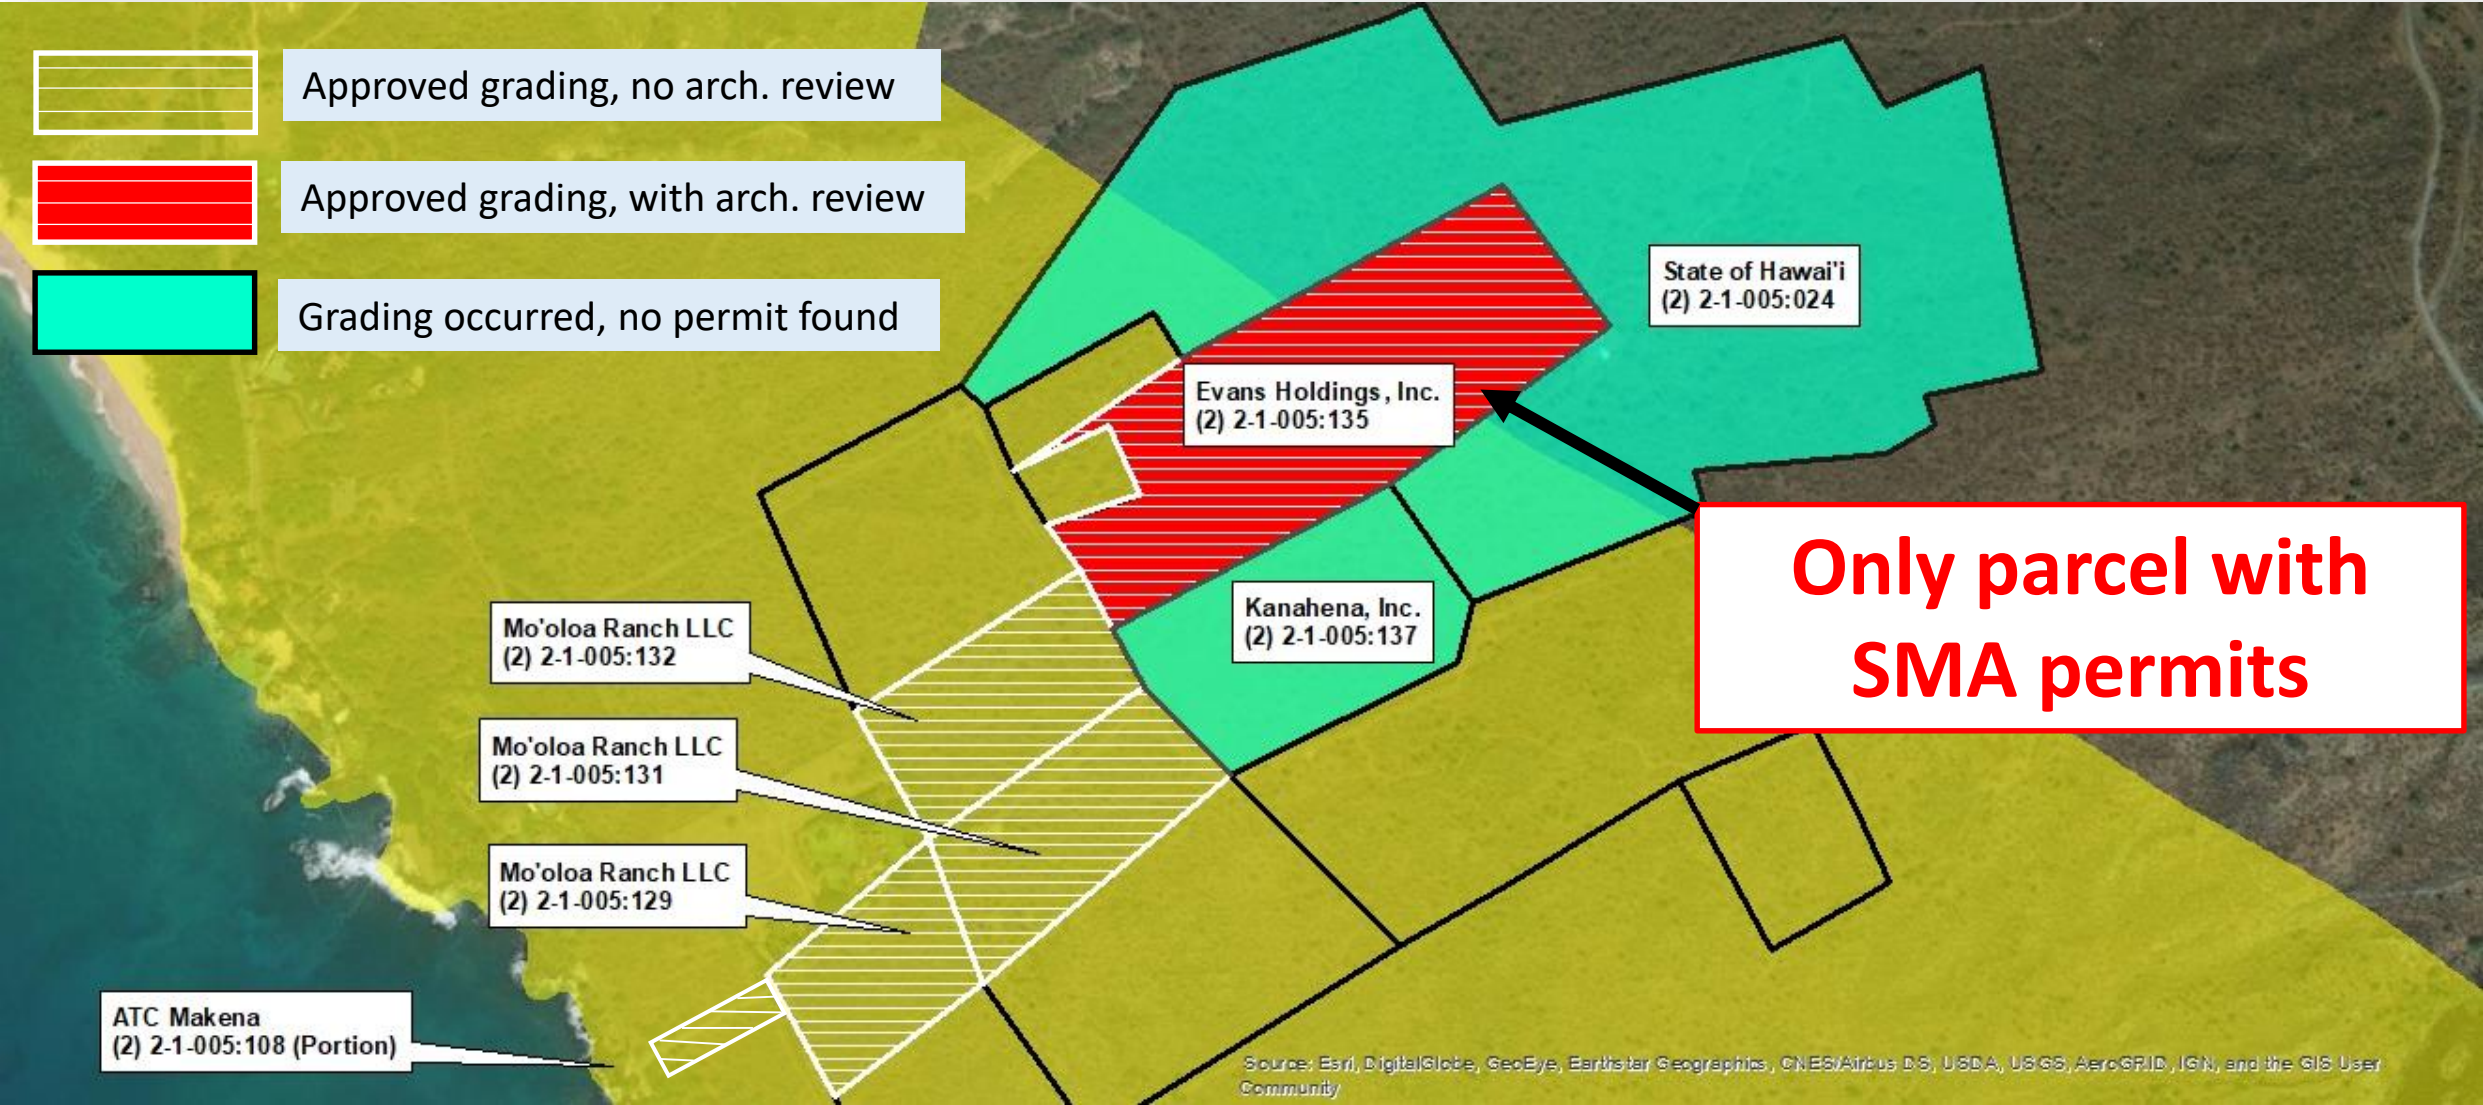 Approved grading, no arch. review
Approved grading, with arch. review
Grading occurred, no permit found
State of Hawai'i
(2) 2-1-005:024
Evans Holdings, Inc.
(2) 2-1-005:135
Only parcel with
SMA permits
Kanahena, Inc.
(2) 2-1-005:137
Mo'oloa Ranch LLC
(2) 2-1-005:132
Mo'oloa Ranch LLC
(2) 2-1-005:131
Mo'oloa Ranch LLC
(2) 2-1-005:129
ATC Makena
(2) 2-1-005:108 (Portion)
Source: Esri, DigitalGlobe, GeoEye, Earthstar Geographics, CNES/Airbus DS, USDA, USGS, AeroGRID, IGN, and the GIS User
Community